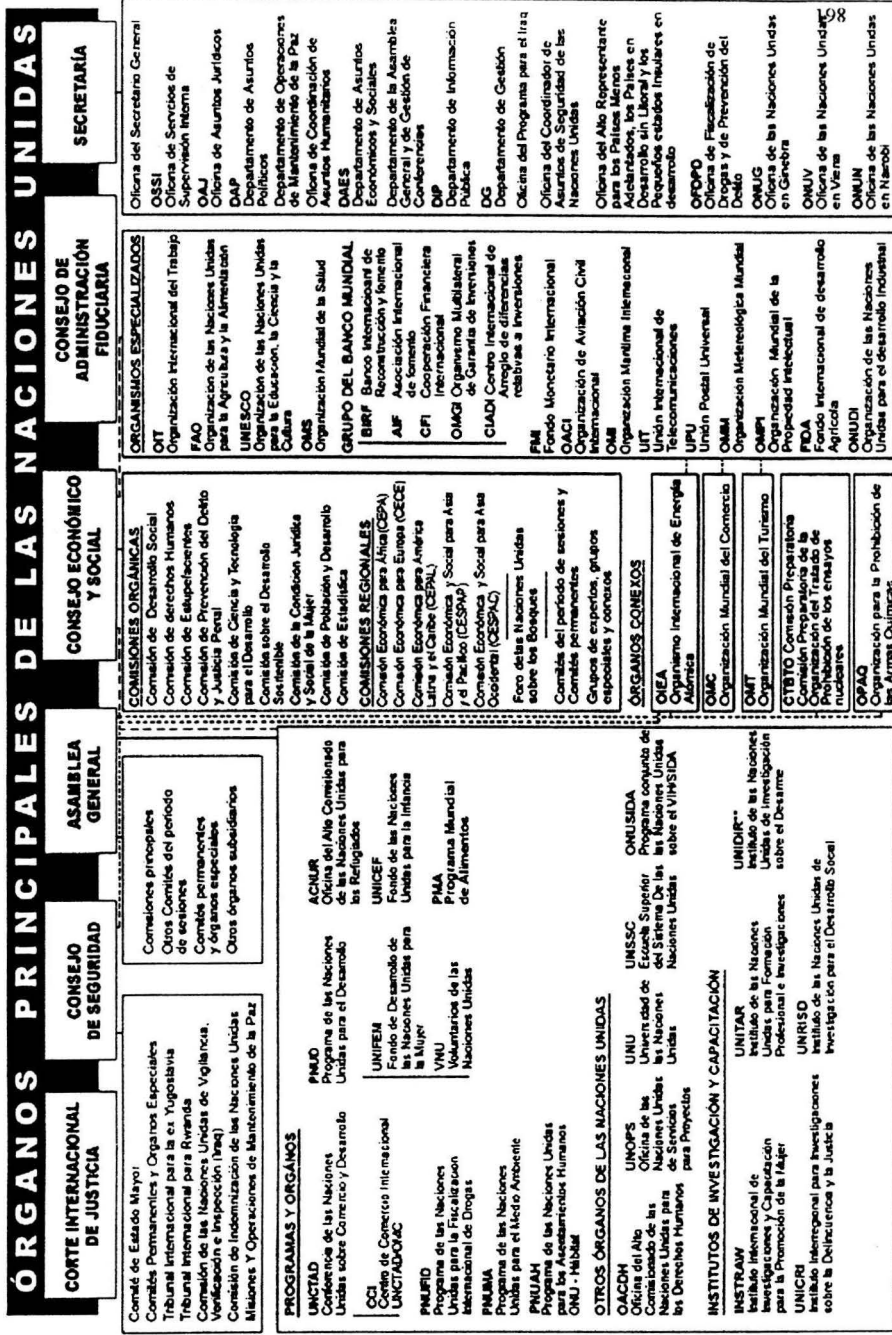 ÓRGANOS PRINCIPALES DE LAS NACIONES UNIDAS
CORTE INTERNACIONAL
DE JUSTICIA
CONSEJO
DE SEGURIDAD
ASAMBLEA
GENERAL
CONSEJO ECONÓMICO
Y SOCIAL
CONSEJO DE
ADMINISTRACIÓN
FIDUCIARIA
SECRETARÍA
Comité de Estado Mayor
Comités Permanentes y Organos Especiales
Tribunal Internacional para la ex Yugoslavia
Tribunal Internacional para Rwanda
Comisión de las Naciones Unidas de Vigilancia,
Verificación e Inspección (Iraq)
Comisión de Indemnización de las Naciones Unidas
Misiones Y Operaciones de Mantenimiento de la Paz
Comisiones principales
Otros Comités del período
de sesiones
Comités permanentes
y órganos especiales
Otros órganos subsidiarios
PROGRAMAS Y ORGÁNOS
UNCTAD
Conferencia de las Naciones
Unidas sobre Comercio y Desarrollo
CCI
Centro de Comercio Internacional
UNCTAD/OMC
PNUFID
Programa de las Naciones
Unidas para la Fiscalización
Internacional de Drogas
PNUMA
Programa de las Naciones
Unidas para el Medio Ambiente
PNUAH
Programa de las Naciones Unidas
para los Asentamientos Humanos
ONU - Hábitat
PNUD
Programa de las Naciones
Unidas para el Desarrollo
UNIFEM
Fondo de Desarrollo de
las Naciones Unidas para
la Mujer
VNU
Voluntarios de las
Naciones Unidas
ACNUR
Oficina del Alto Comisionado
de las Naciones Unidas para
los Refugiados
UNICEF
Fondo de las Naciones
Unidas para la Infancia
PMA
Programa Mundial
de Alimentos
OTROS ÓRGANOS DE LAS NACIONES UNIDAS
OACDH
Oficina del Alto
Comisionado de las
Naciones Unidas para
los Derechos Humanos
UNOPS
Oficina de las
Naciones Unidas
de Servicios
para Proyectos
UNU
Universidad de
las Naciones
Unidas
UNSSC
Escuela Superior
del Sistema De las
Naciones Unidas
ONUSIDA
Programa conjunto de
las Naciones Unidas
sobre el VIH/SIDA
INSTITUTOS DE INVESTIGACIÓN Y CAPACITACIÓN
INSTRAW
Instituto Internacional de
Investigaciones y Capacitación
para la Promoción de la Mujer
UNICRI
Instituto Interregional para Investigaciones
sobre la Delincuencia y la Justicia
UNITAR
Instituto de las Naciones
Unidas para Formación
Profesional e Investigaciones
UNRISD
Instituto de las Naciones Unidas de
Investigación para el Desarrollo Social
UNIDIR**
Instituto de las Naciones
Unidas de Investigación
sobre el Desarme
COMISIONES ORGÁNICAS
Comisión de Desarrollo Social
Comisión de derechos Humanos
Comisión de Estupefacientes
Comisión de Prevención del Delito
y Justicia Penal
Comisión de Ciencia y Tecnología
para el Desarrollo
Comisión sobre el Desarrollo
Sostenible
Comisión de la Condicion Jurídica
y Social de la Mujer
Comisión de Población y Desarrollo
Comisión de Estadística
COMISIONES REGIONALES
Comisión Económica para África(CEPA)
Comisión Económica para Europa (CECE)
Comisión Económica para América
Latina y el Caribe (CEPAL)
Comisión Económica y Social para Asia
y el Pacífico (CESPAP)
Comisión Económica y Social para Asia
Occidental (CESPAC)
Foro delas Naciones Unidas
sobre los Bosques
Comités del período de sesiones y
Comités permanentes
Grupos de expertos, grupos
especiales y conexos
ÓRGANOS CONEXOS
OIEA
Organismo Internacional de Energía
Atómica
OMC
Organización Mundial del Comercio
OMT
Organización Mundial del Turismo
CTBTO Comisión Preparatoria
Comisión Preparatoria de la
Organización del Tratado de
Prohibición de los ensayos
nucleares
OPAQ
Organización para la Prohibición de
las Armas Químicas
ORGANISMOS ESPECIALIZADOS
OIT
Organización Internacional del Trabajo
FAO
Organización de las Naciones Unidas
para la Agricultura y la Alimentación
UNESCO
Organización de las Naciones Unidas
para la Educación, la Ciencia y la
Cultura
OMS
Organización Mundial de la Salud
GRUPO DEL BANCO MUNDIAL
BIRF Banco Internacioanl de
Reconstrucción y fomento
AIF Asociación Internacional
de fomento
CFI Cooperación Financiera
Internacional
OMGI Organismo Multilateral
de Garantía de Inversiones
CIADI Centro Internacional de
Arreglo de diferencias
relativas a Inversiones
FMI
Fondo Monetario Internacional
OACI
Organización de Aviación Civil
Internacional
OMI
Organización Marítima Internacional
UIT
Unión Internacional de
Telecomunicaciones
UPU
Unión Postal Universal
OMM
Organización Metereológica Mundial
OMPI
Organización Mundial de la
Propiedad Intelectual
FIDA
Fondo Internacional de desarrollo
Agrícola
ONUDI
Organización de las Naciones
Unidas para el desarrollo Industrial
Oficina del Secretario General
OSSI
Oficina de Servicios de
Supervisión Interna
OAJ
Oficina de Asuntos Jurídicos
DAP
Departamento de Asuntos
Políticos
Departamento de Operaciones
de Mantenimiento de la Paz
Oficina de Coordinación de
Asuntos Humanitarios
DAES
Departamento de Asuntos
Económicos y Sociales
Departamento de la Asamblea
General y de Gestión de
Conferencias
DIP
Departamento de Información
Pública
DG
Departamento de Gestión
Oficina del Programa para el Iraq
Oficina del Coordinador de
Asuntos de Seguridad de las
Naciones Unidas
Oficina del Alto Representante
para los Países Menos
Adelantados, los Países en
Desarrollo sin Litoral y los
Pequeños estados Insulares en
desarrollo
OFDPD
Oficina de Fiscalización de
Drogas y de Prevención del
Delito
ONUG
Oficina de las Naciones Unidas
en Ginebra
ONUV
Oficina de las Naciones Unidas
en Viena
ONUN
Oficina de las Naciones Unidas
en Nairobi
198